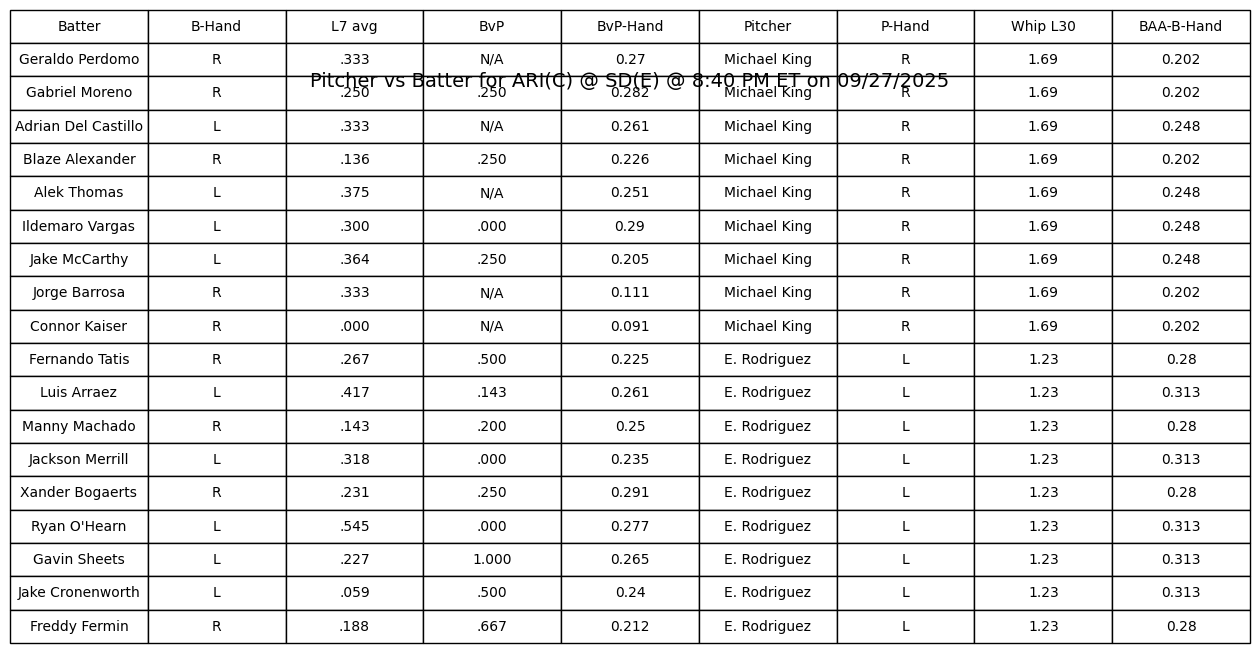 Batter B-Hand L7 avg BvP BvP-Hand Pitcher P-Hand Whip L30 BAA-B-Hand
Geraldo Perdomo R .333 N/A 0.27 Michael King R 1.69 0.202
Pitcher vs Batter for ARI(C) @ SD(E) @ 8:40 PM ET on 09/27/2025
Gabriel Moreno R .250 .250 0.282 Michael King R 1.69 0.202
Adrian Del Castillo L .333 N/A 0.261 Michael King R 1.69 0.248
Blaze Alexander R .136 .250 0.226 Michael King R 1.69 0.202
Alek Thomas L .375 N/A 0.251 Michael King R 1.69 0.248
Ildemaro Vargas L .300 .000 0.29 Michael King R 1.69 0.248
Jake McCarthy L .364 .250 0.205 Michael King R 1.69 0.248
Jorge Barrosa R .333 N/A 0.111 Michael King R 1.69 0.202
Connor Kaiser R .000 N/A 0.091 Michael King R 1.69 0.202
Fernando Tatis R .267 .500 0.225 E. Rodriguez L 1.23 0.28
Luis Arraez L .417 .143 0.261 E. Rodriguez L 1.23 0.313
Manny Machado R .143 .200 0.25 E. Rodriguez L 1.23 0.28
Jackson Merrill L .318 .000 0.235 E. Rodriguez L 1.23 0.313
Xander Bogaerts R .231 .250 0.291 E. Rodriguez L 1.23 0.28
Ryan O'Hearn L .545 .000 0.277 E. Rodriguez L 1.23 0.313
Gavin Sheets L .227 1.000 0.265 E. Rodriguez L 1.23 0.313
Jake Cronenworth L .059 .500 0.24 E. Rodriguez L 1.23 0.313
Freddy Fermin R .188 .667 0.212 E. Rodriguez L 1.23 0.28